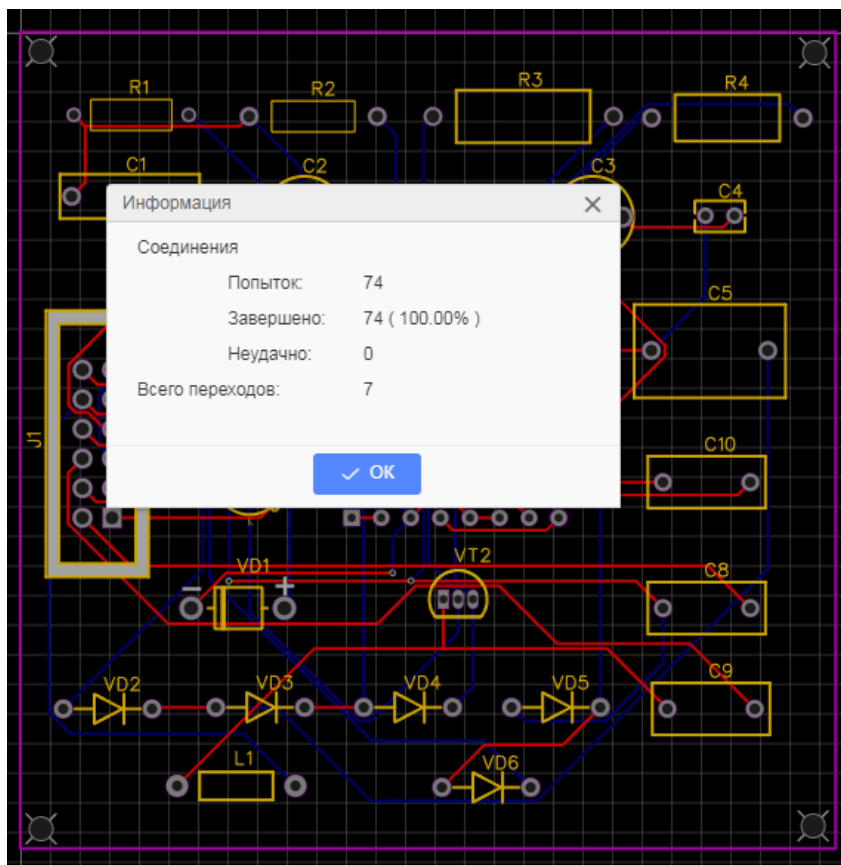 R1
R2
R3
R4
C1
C2
C3
C4
Информация
Соединения
Попыток: 74
Завершено: 74 ( 100.00% )
Неудачно: 0
Всего переходов: 7
OK
C5
J1
C10
VD1
− +
VT2
C8
K
VD2
VD3
VD4
VD5
C9
L1
VD6